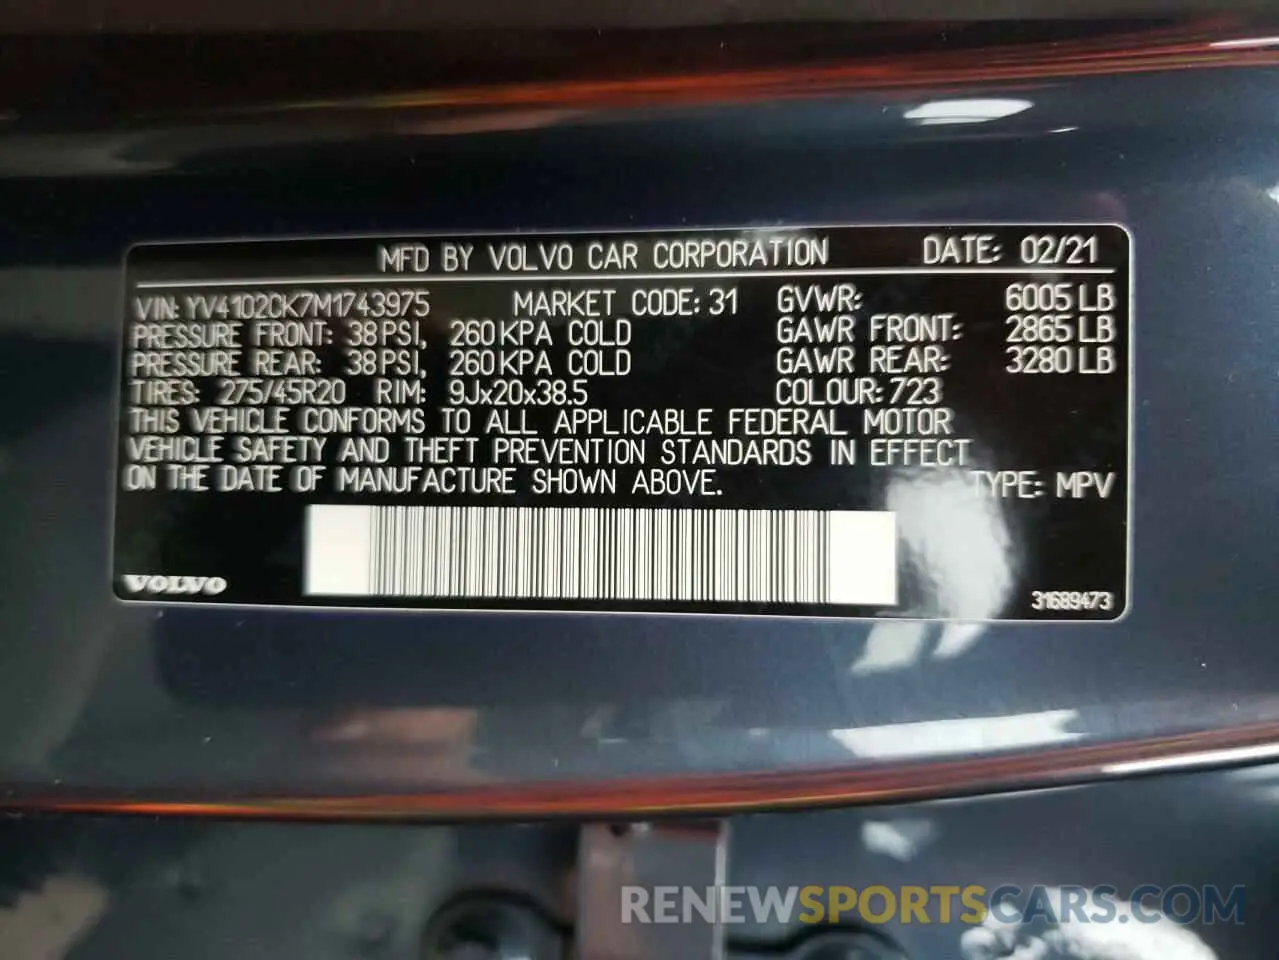 MFD BY VOLVO CAR CORPORATION DATE: 02/21
VIN: YV4102CK7M1743975 MARKET CODE: 31 GVWR: 6005 LB
PRESSURE FRONT: 38 PSI, 260 KPA COLD GAWR FRONT: 2865 LB
PRESSURE REAR: 38 PSI, 260 KPA COLD GAWR REAR: 3280 LB
TIRES: 275/45R20 RIM: 9Jx20x38.5 COLOUR: 723
THIS VEHICLE CONFORMS TO ALL APPLICABLE FEDERAL MOTOR
VEHICLE SAFETY AND THEFT PREVENTION STANDARDS IN EFFECT
ON THE DATE OF MANUFACTURE SHOWN ABOVE. TYPE: MPV
VOLVO 31689473
RENEWSPORTSCARS.COM